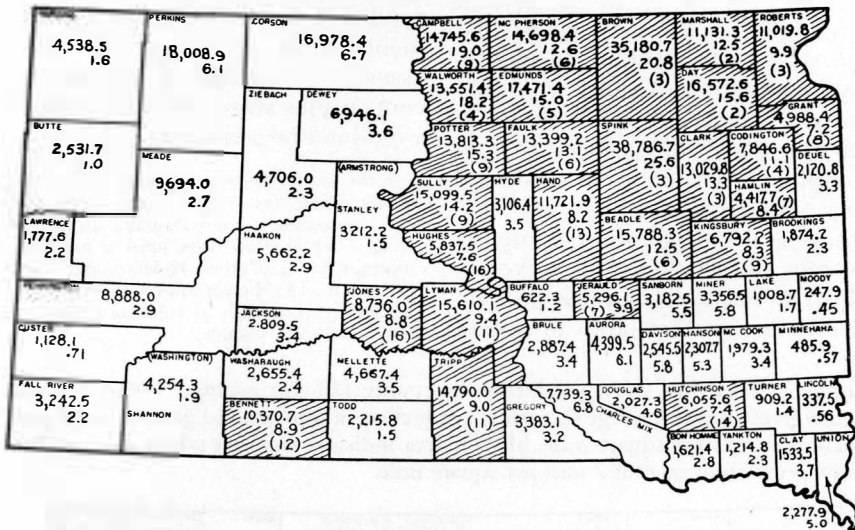 PERKINS
CORSON
CAMPBELL
MC PHERSON
BROWN
MARSHALL
ROBERTS
4,538.5
1.6
18,008.9
6.1
16,978.4
6.7
14,745.6
19.0
(9)
14,698.4
12.6
(6)
35,180.7
20.8
(3)
11,131.3
12.5
(2)
11,019.8
9.9
(3)
WALWORTH
13,551.4
18.2
(4)
EDMUNDS
17,471.4
15.0
(5)
DAY
16,572.6
15.6
(2)
GRANT
4,988.4
7.2
(8)
ZIEBACH
4,706.0
2.3
DEWEY
6,946.1
3.6
BUTTE
2,531.7
1.0
MEADE
9,694.0
2.7
(ARMSTRONG)
POTTER
13,813.3
15.3
(9)
FAULK
13,399.2
13.1
(6)
SPINK
38,786.7
25.6
(3)
CLARK
13,029.8
13.3
(3)
CODINGTON
7,846.6
11.1
(4)
DEUEL
2,170.8
3.3
HAMLIN
4,417.7
(7)
8.4
LAWRENCE
1,777.6
2.2
HAAKON
5,662.2
2.9
STANLEY
3212.2
1.5
SULLY
15,099.5
14.2
(9)
HYDE
3,106.4
3.5
HAND
11,721.9
8.2
(13)
BEADLE
15,788.3
12.5
(6)
KINGSBURY
6,792.2
8.3
(9)
BROOKINGS
1,874.2
2.3
HUGHES
5,837.5
7.6
(16)
PENNINGTON
8,888.0
2.9
JACKSON
2,809.5
3.4
JONES
8,736.0
8.8
(16)
LYMAN
15,610.1
9.4
(11)
BUFFALO
622.3
1.2
JERAULD
5,296.1
(7)
9.9
SANBORN
3,182.5
5.5
MINER
3,356.5
5.8
LAKE
1,008.7
1.7
MOODY
247.9
.45
CUSTER
1,128.1
.71
BRULE
2,887.4
3.4
AURORA
4,399.5
6.1
DAVISON
2,545.5
5.8
HANSON
2,307.7
5.3
MC COOK
1,979.3
3.4
MINNEHAHA
485.9
.57
FALL RIVER
3,242.5
2.2
(WASHINGTON)
4,254.3
1.9
SHANNON
WASHABAUGH
2,655.4
2.4
MELLETTE
4,667.4
3.5
BENNETT
10,370.7
8.9
(12)
TODD
2,215.8
1.5
TRIPP
14,790.0
9.0
(11)
GREGORY
3,383.1
3.2
7,739.3
6.8
CHARLES MIX
DOUGLAS
2,027.3
4.6
HUTCHINSON
6,055.6
7.4
(14)
TURNER
909.2
1.4
LINCOLN
337.5
.56
BON HOMME
1,621.4
2.8
YANKTON
1,214.8
2.3
CLAY
1533.5
3.7
UNION
2,277.9
5.0